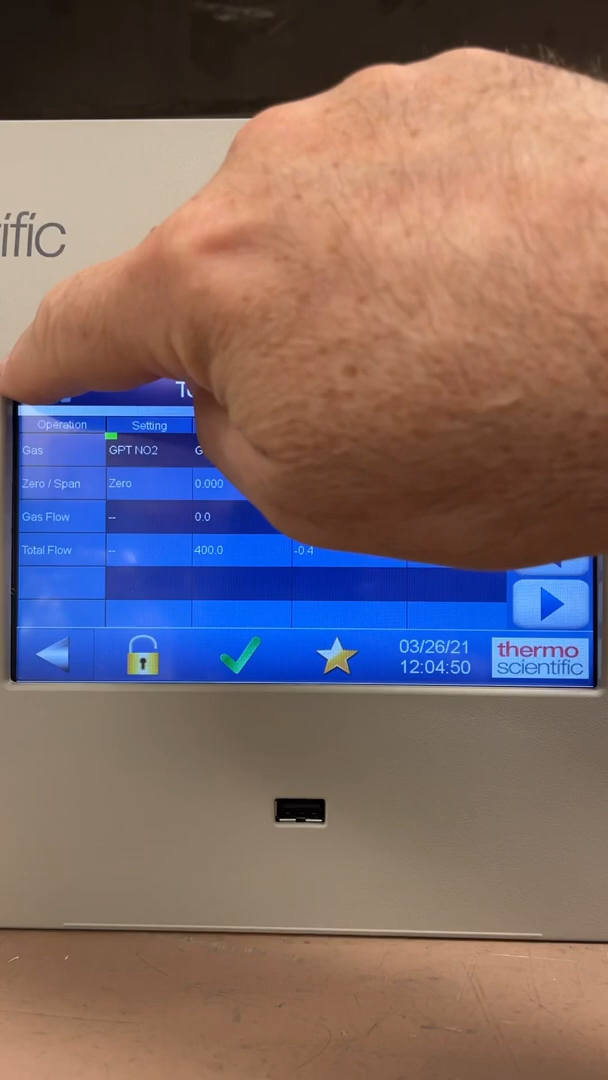 ific
Operation Setting
Gas GPT NO2
Zero / Span Zero 0.000
Gas Flow -- 0.0
Total Flow -- 400.0 -0.4
03/26/21
12:04:50
thermo
scientific